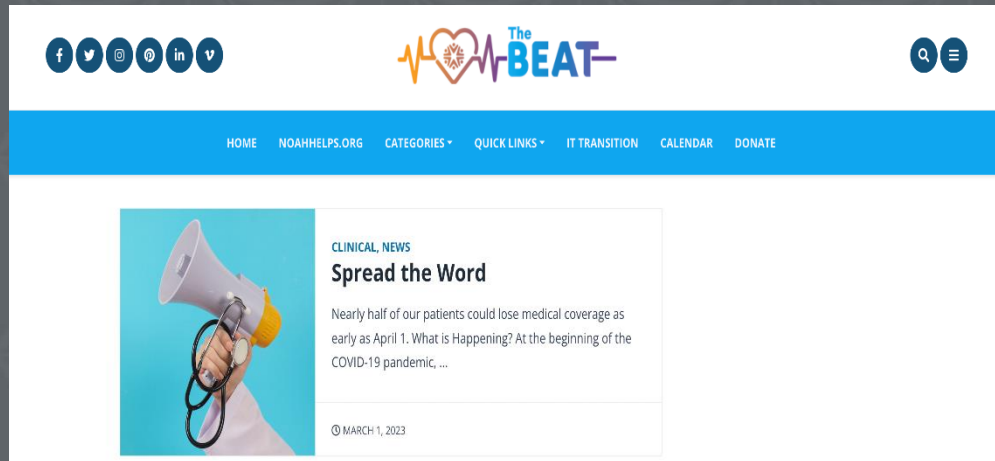 The
BEAT
HOME NOAHHELPS.ORG CATEGORIES QUICK LINKS IT TRANSITION CALENDAR DONATE
CLINICAL, NEWS
Spread the Word
Nearly half of our patients could lose medical coverage as
early as April 1. What is Happening? At the beginning of the
COVID-19 pandemic, ...
MARCH 1, 2023